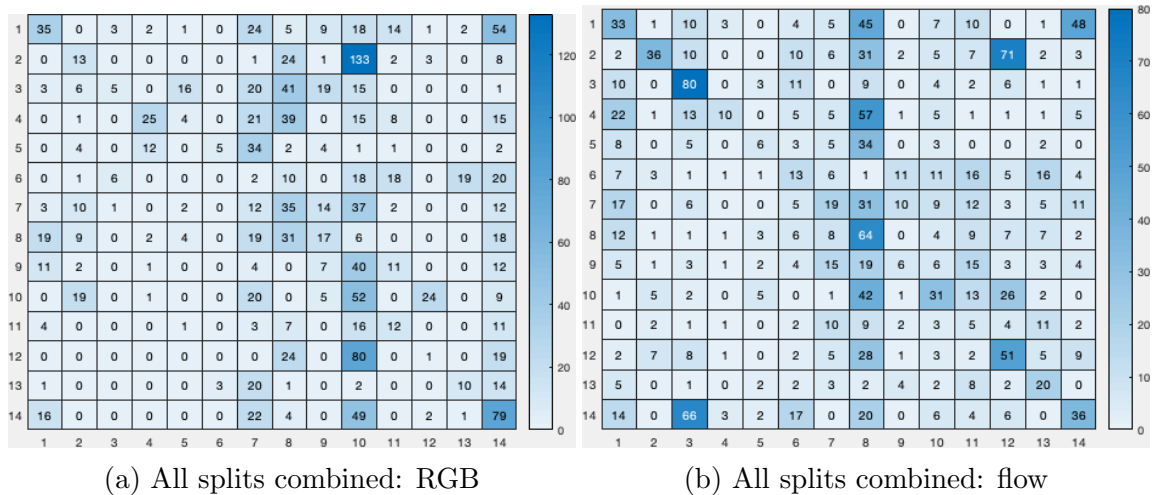 1 35 0 3 2 1 0 24 5 9 18 14 1 2 54
2 0 13 0 0 0 0 1 24 1 133 2 3 0 8
3 3 6 5 0 16 0 20 41 19 15 0 0 0 1
4 0 1 0 25 4 0 21 39 0 15 8 0 0 15
5 0 4 0 12 0 5 34 2 4 1 1 0 0 2
6 0 1 6 0 0 0 2 10 0 18 18 0 19 20
7 3 10 1 0 2 0 12 35 14 37 2 0 0 12
8 19 9 0 2 4 0 19 31 17 6 0 0 0 18
9 11 2 0 1 0 0 4 0 7 40 11 0 0 12
10 0 19 0 1 0 0 20 0 5 52 0 24 0 9
11 4 0 0 0 1 0 3 7 0 16 12 0 0 11
12 0 0 0 0 0 0 0 24 0 80 0 1 0 19
13 1 0 0 0 0 3 20 1 0 2 0 0 10 14
14 16 0 0 0 0 0 22 4 0 49 0 2 1 79
1 2 3 4 5 6 7 8 9 10 11 12 13 14
120
100
80
60
40
20
0
(a) All splits combined: RGB
1 33 1 10 3 0 4 5 45 0 7 10 0 1 48
2 2 36 10 0 0 10 6 31 2 5 7 71 2 3
3 10 0 80 0 3 11 0 9 0 4 2 6 1 1
4 22 1 13 10 0 5 5 57 1 5 1 1 1 5
5 8 0 5 0 6 3 5 34 0 3 0 0 2 0
6 7 3 1 1 1 13 6 1 11 11 16 5 16 4
7 17 0 6 0 0 5 19 31 10 9 12 3 5 11
8 12 1 1 1 3 6 8 64 0 4 9 7 7 2
9 5 1 3 1 2 4 15 19 6 6 15 3 3 4
10 1 5 2 0 5 0 1 42 1 31 13 26 2 0
11 0 2 1 1 0 2 10 9 2 3 5 4 11 2
12 2 7 8 1 0 2 5 28 1 3 2 51 5 9
13 5 0 1 0 2 2 3 2 4 2 8 2 20 0
14 14 0 66 3 2 17 0 20 0 6 4 6 0 36
1 2 3 4 5 6 7 8 9 10 11 12 13 14
80
70
60
50
40
30
20
10
0
(b) All splits combined: flow